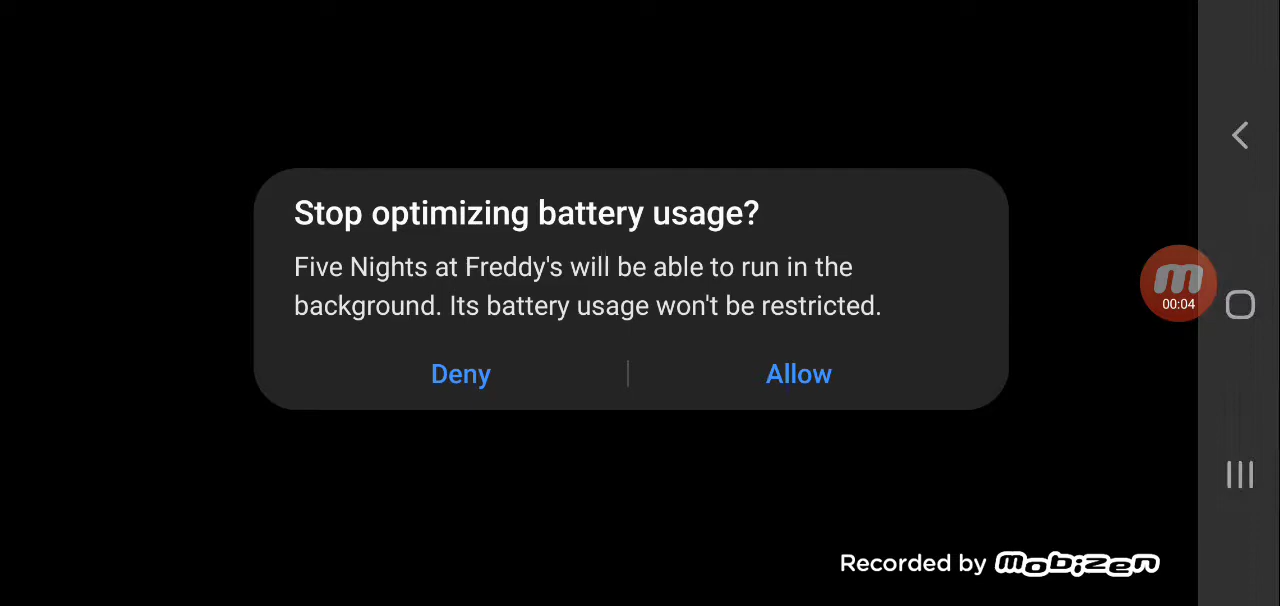 Stop optimizing battery usage?
Five Nights at Freddy's will be able to run in the
background. Its battery usage won't be restricted.
Deny
Allow
m
00:04
Recorded by mobizen